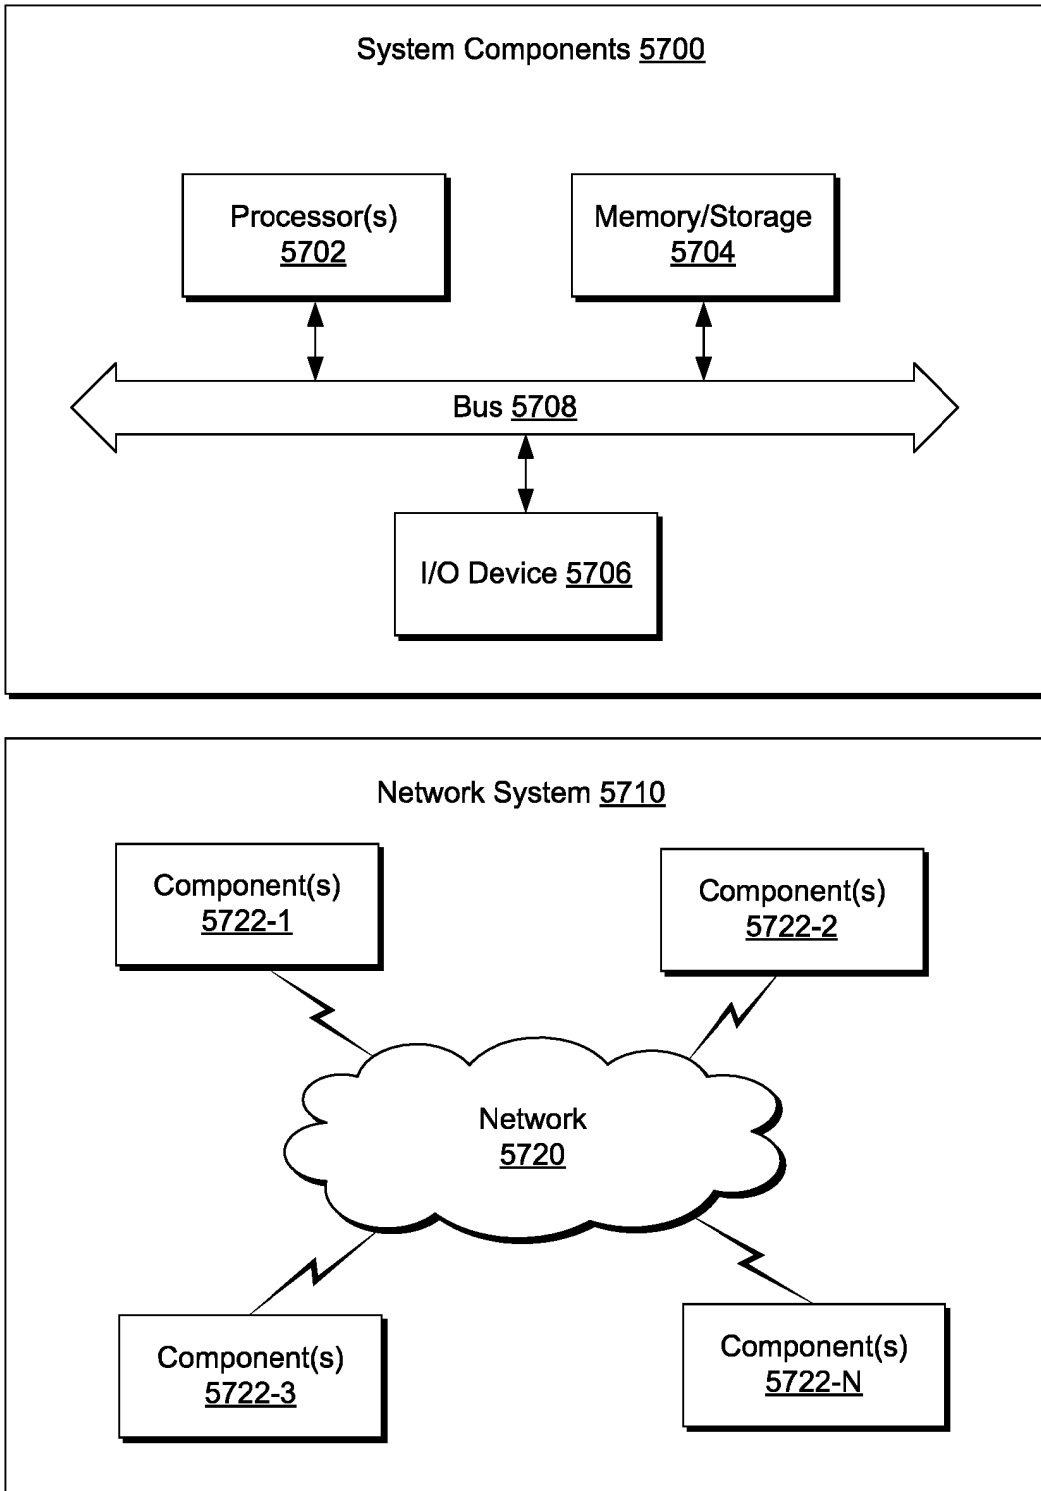 System Components 5700
Processor(s)
5702
Memory/Storage
5704
Bus 5708
I/O Device 5706
Network System 5710
Component(s)
5722-1
Component(s)
5722-2
Network
5720
Component(s)
5722-3
Component(s)
5722-N